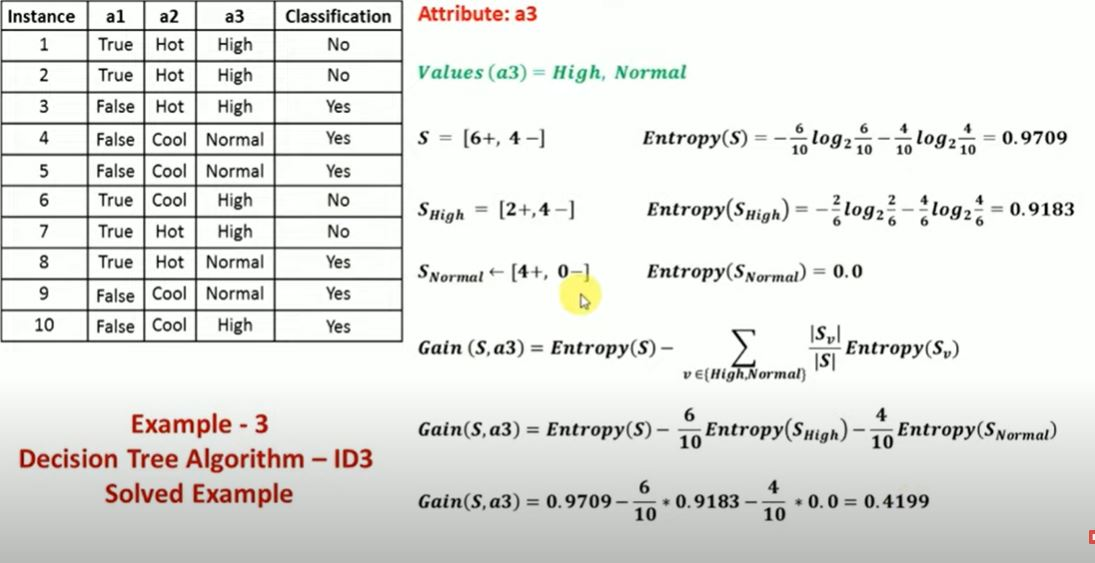 Instance a1 a2 a3 Classification
1 True Hot High No
2 True Hot High No
3 False Hot High Yes
4 False Cool Normal Yes
5 False Cool Normal Yes
6 True Cool High No
7 True Hot High No
8 True Hot Normal Yes
9 False Cool Normal Yes
10 False Cool High Yes
Example - 3
Decision Tree Algorithm – ID3
Solved Example
Attribute: a3
Values (a3) = High, Normal
S = [6+, 4 −] Entropy(S) = −6/10 log₂ 6/10 − 4/10 log₂ 4/10 = 0.9709
S_High = [2+,4 −] Entropy(S_High) = −2/6 log₂ 2/6 − 4/6 log₂ 4/6 = 0.9183
S_Normal ← [4+, 0−] Entropy(S_Normal) = 0.0
Gain (S, a3) = Entropy(S) − ∑ v ∈{High,Normal} |Sᵥ|/|S| Entropy(Sᵥ)
Gain(S, a3) = Entropy(S) − 6/10 Entropy(S_High) − 4/10 Entropy(S_Normal)
Gain(S, a3) = 0.9709 − 6/10 * 0.9183 − 4/10 * 0.0 = 0.4199